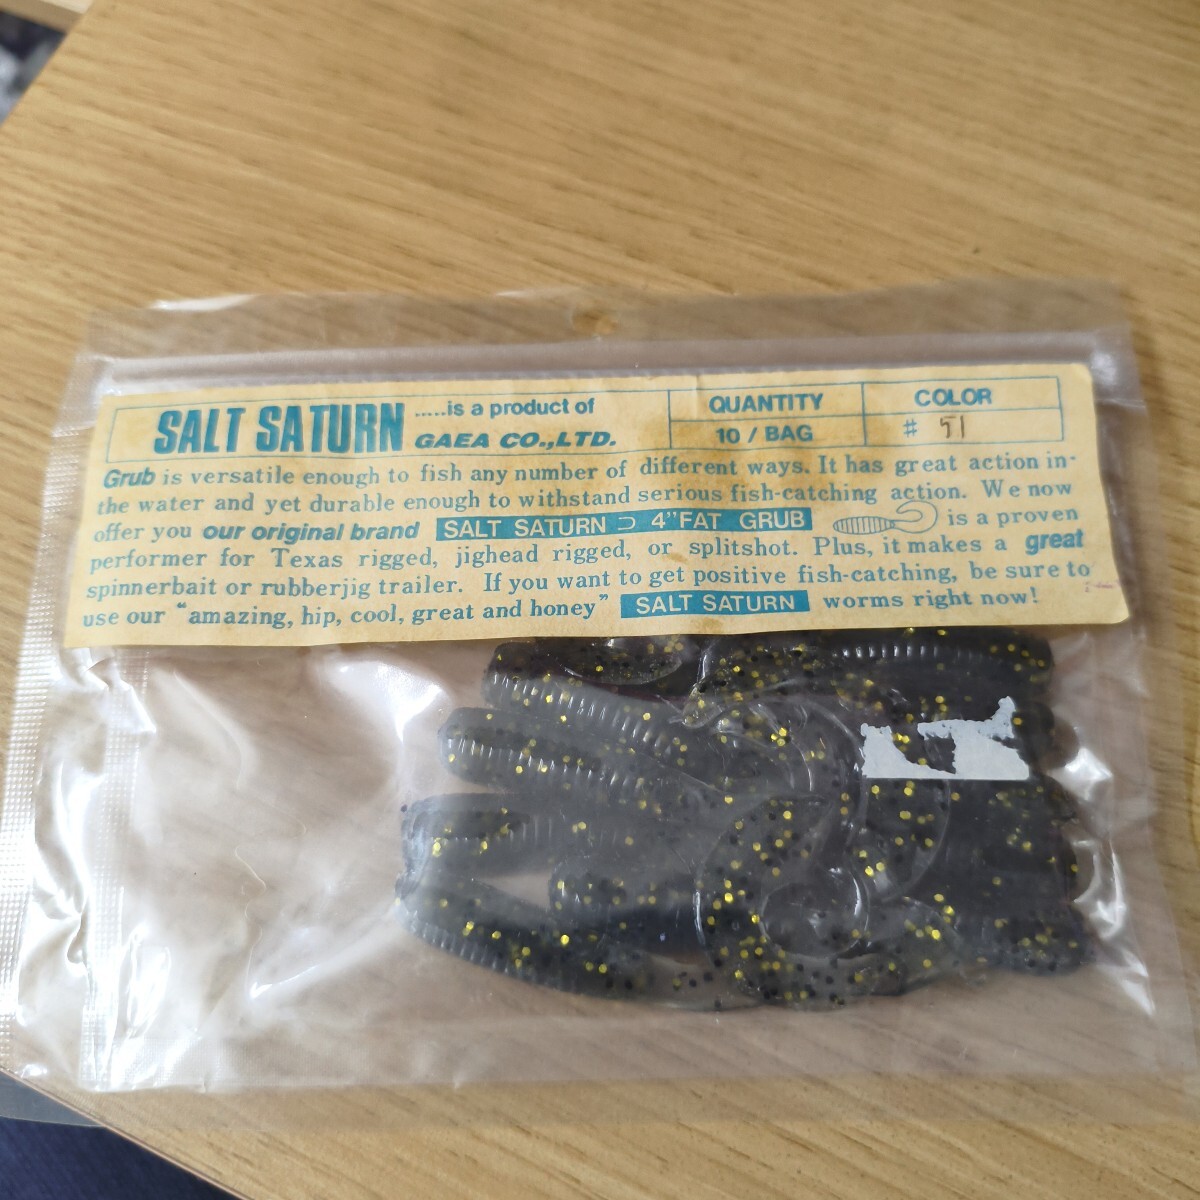 SALT SATURN .....is a product of
GAEA CO.,LTD.
QUANTITY
10 / BAG
COLOR
# 51
Grub is versatile enough to fish any number of different ways. It has great action in-
the water and yet durable enough to withstand serious fish-catching action. We now
offer you our original brand SALT SATURN ⊃ 4"FAT GRUB is a proven
performer for Texas rigged, jighead rigged, or splitshot. Plus, it makes a great
spinnerbait or rubberjig trailer. If you want to get positive fish-catching, be sure to
use our "amazing, hip, cool, great and honey" SALT SATURN worms right now!